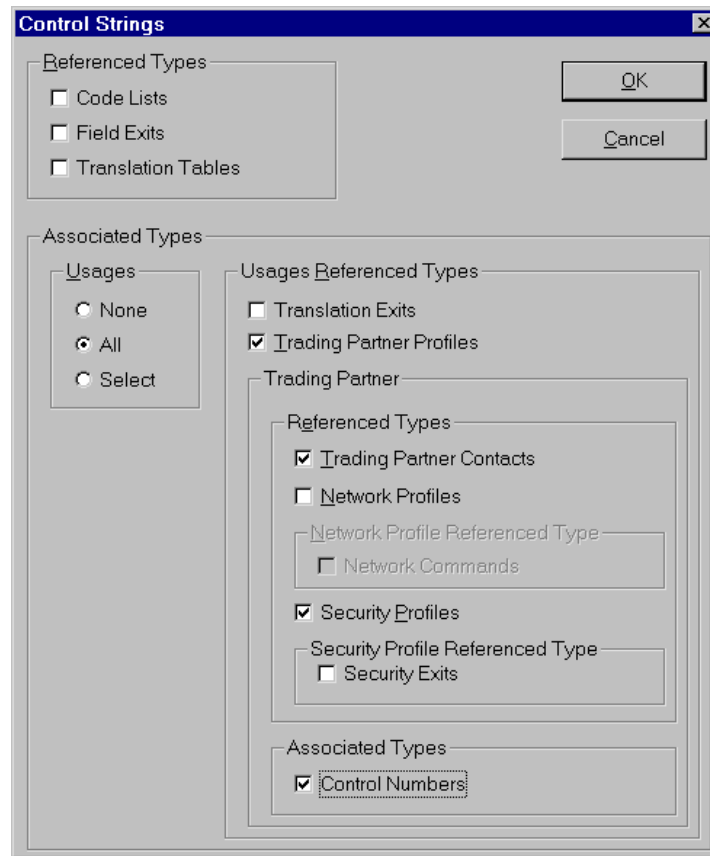 Control Strings
Referenced Types
Code Lists
Field Exits
Translation Tables
OK
Cancel
Associated Types
Usages
None
All
Select
Usages Referenced Types
Translation Exits
Trading Partner Profiles
Trading Partner
Referenced Types
Trading Partner Contacts
Network Profiles
Network Profile Referenced Type
Network Commands
Security Profiles
Security Profile Referenced Type
Security Exits
Associated Types
Control Numbers